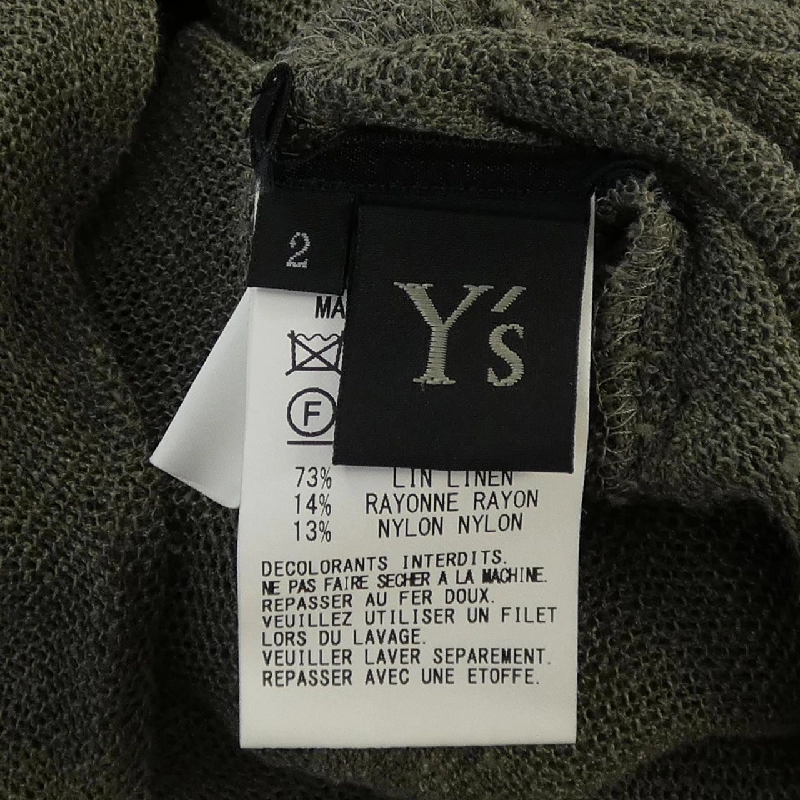 2
Y's
MA
F
73% LIN LINEN
14% RAYONNE RAYON
13% NYLON NYLON
DECOLORANTS INTERDITS.
NE PAS FAIRE SECHER A LA MACHINE.
REPASSER AU FER DOUX.
VEUILLEZ UTILISER UN FILET
LORS DU LAVAGE.
VEUILLER LAVER SEPAREMENT.
REPASSER AVEC UNE ETOFFE.